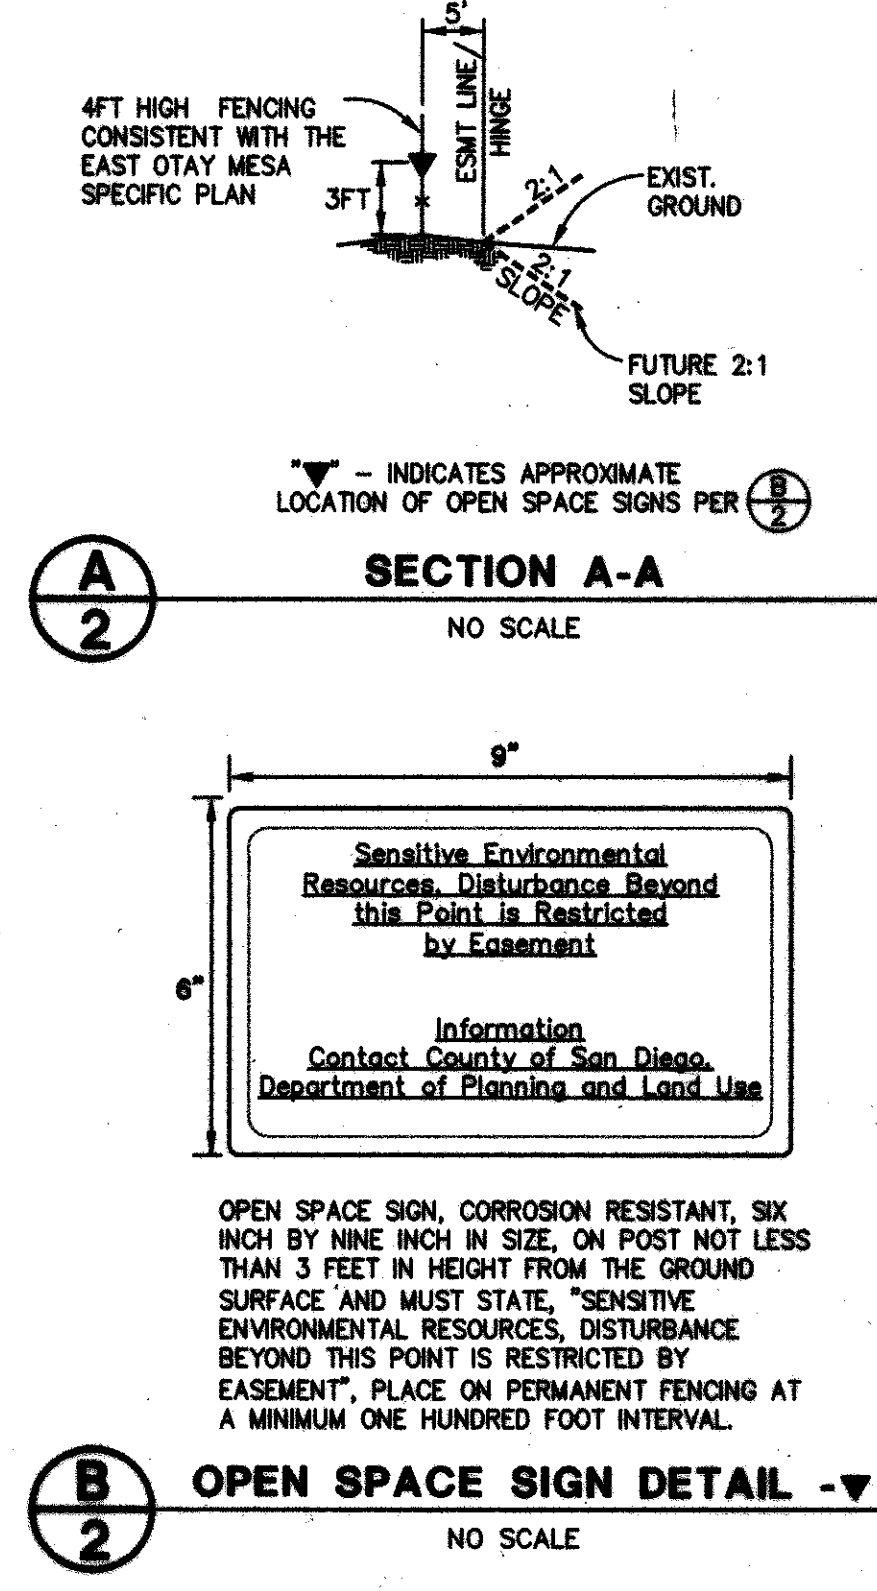 5'
4FT HIGH FENCING
CONSISTENT WITH THE
EAST OTAY MESA
SPECIFIC PLAN
3FT
ESMT LINE/
HINGE
2:1
EXIST.
GROUND
2:1
SLOPE
FUTURE 2:1
SLOPE
"▼" - INDICATES APPROXIMATE
LOCATION OF OPEN SPACE SIGNS PER B
2
A
2
SECTION A-A
NO SCALE
9"
6"
Sensitive Environmental
Resources. Disturbance Beyond
this Point is Restricted
by Easement
Information
Contact County of San Diego.
Department of Planning and Land Use
OPEN SPACE SIGN, CORROSION RESISTANT, SIX
INCH BY NINE INCH IN SIZE, ON POST NOT LESS
THAN 3 FEET IN HEIGHT FROM THE GROUND
SURFACE AND MUST STATE, "SENSITIVE
ENVIRONMENTAL RESOURCES, DISTURBANCE
BEYOND THIS POINT IS RESTRICTED BY
EASEMENT", PLACE ON PERMANENT FENCING AT
A MINIMUM ONE HUNDRED FOOT INTERVAL.
B
2
OPEN SPACE SIGN DETAIL -▼
NO SCALE